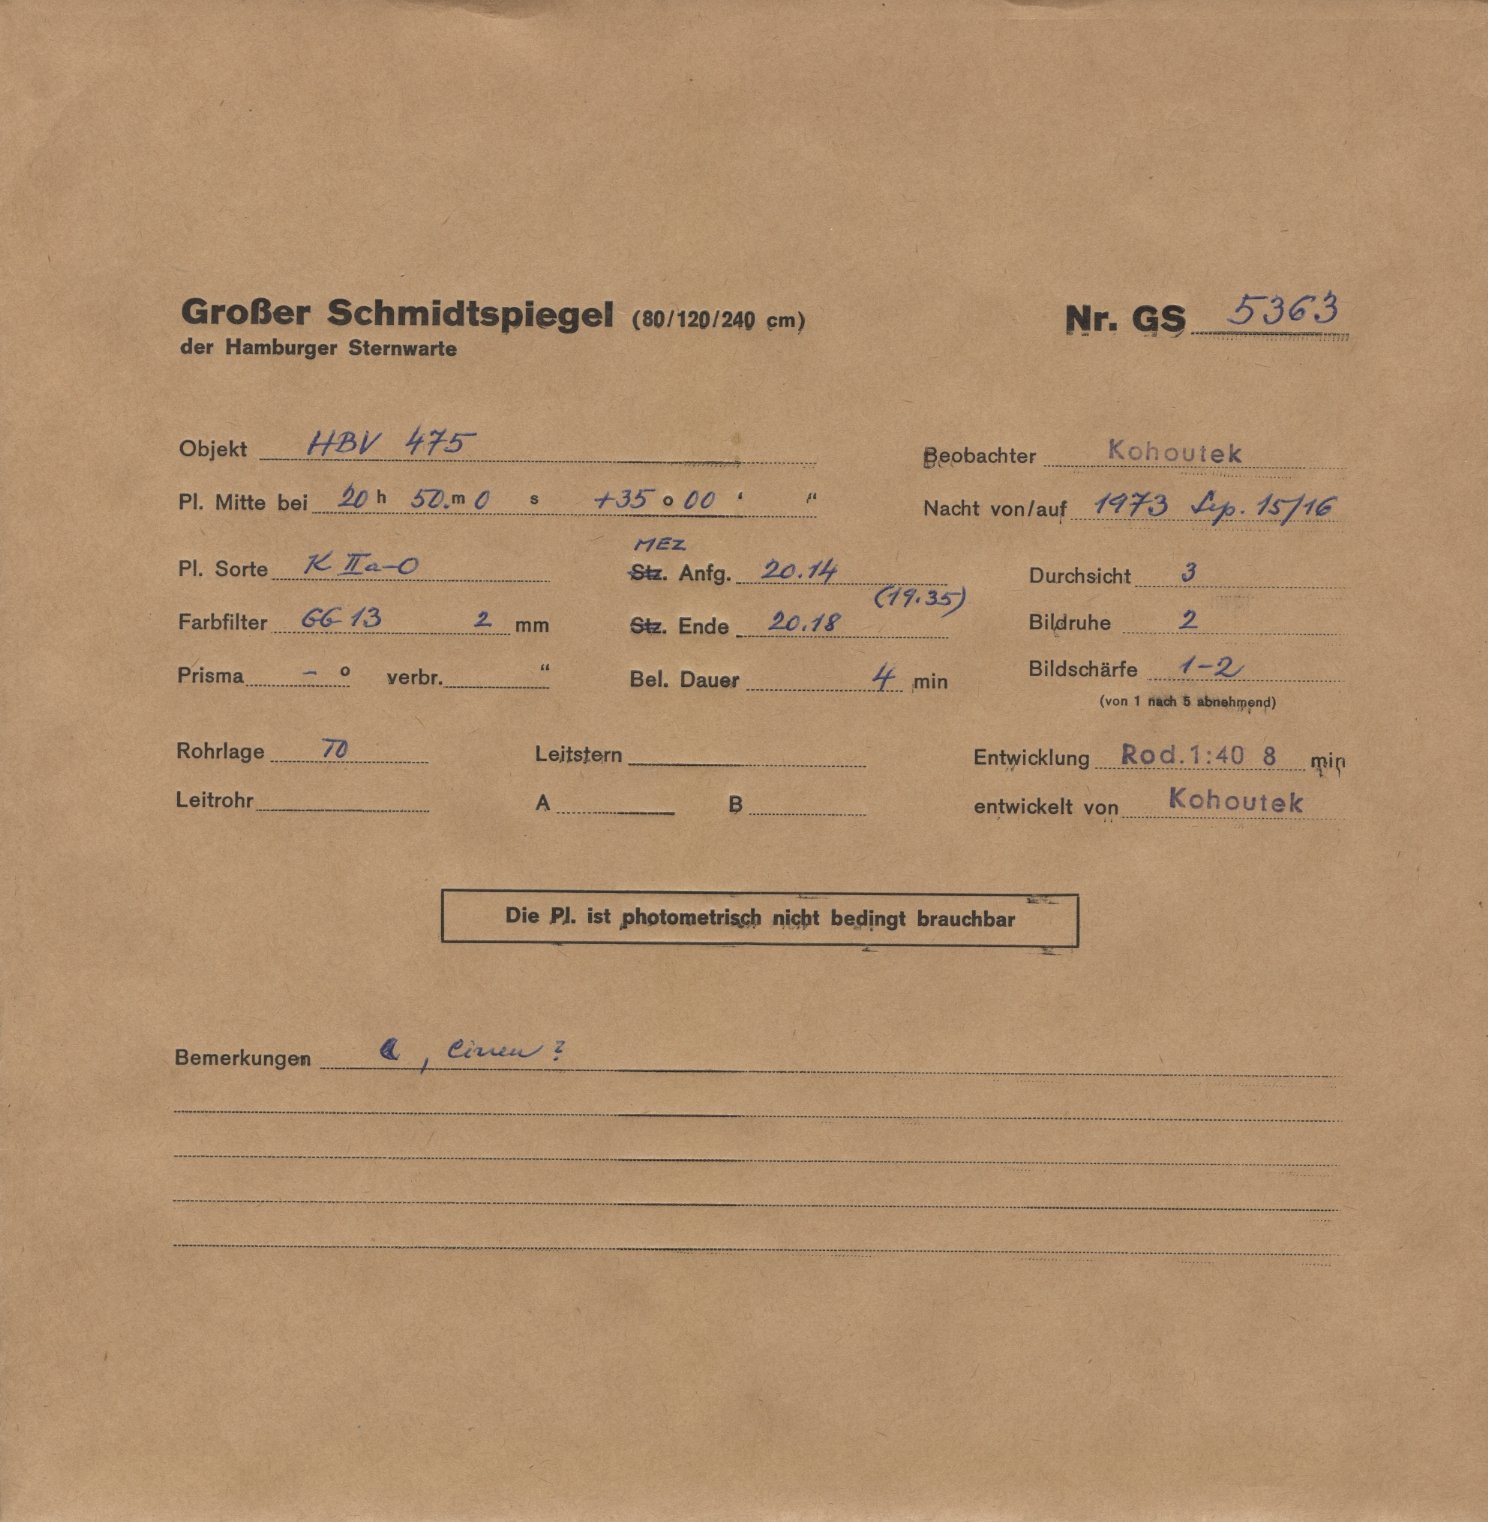 Großer Schmidtspiegel (80/120/240 cm)
der Hamburger Sternwarte
Nr. GS 5363
Objekt HBV 475
Beobachter Kohoutek
Pl. Mitte bei 20 h 50. m 0 s +35 o 00 ‘ “
Nacht von/auf 1973 Sep. 15/16
MEZ
Pl. Sorte K IIa-O
Stz. Anfg. 20.14
Durchsicht 3
(19.35)
Farbfilter GG 13 2 mm
Stz. Ende 20.18
Bildruhe 2
Prisma – o verbr. “
Bel. Dauer 4 min
Bildschärfe 1-2
(von 1 nach 5 abnehmend)
Rohrlage TO
Leitstern
Entwicklung Rod. 1:40 8 min
Leitrohr
A B
entwickelt von Kohoutek
Die Pl. ist photometrisch nicht bedingt brauchbar
Bemerkungen ☾ , Cirren ?